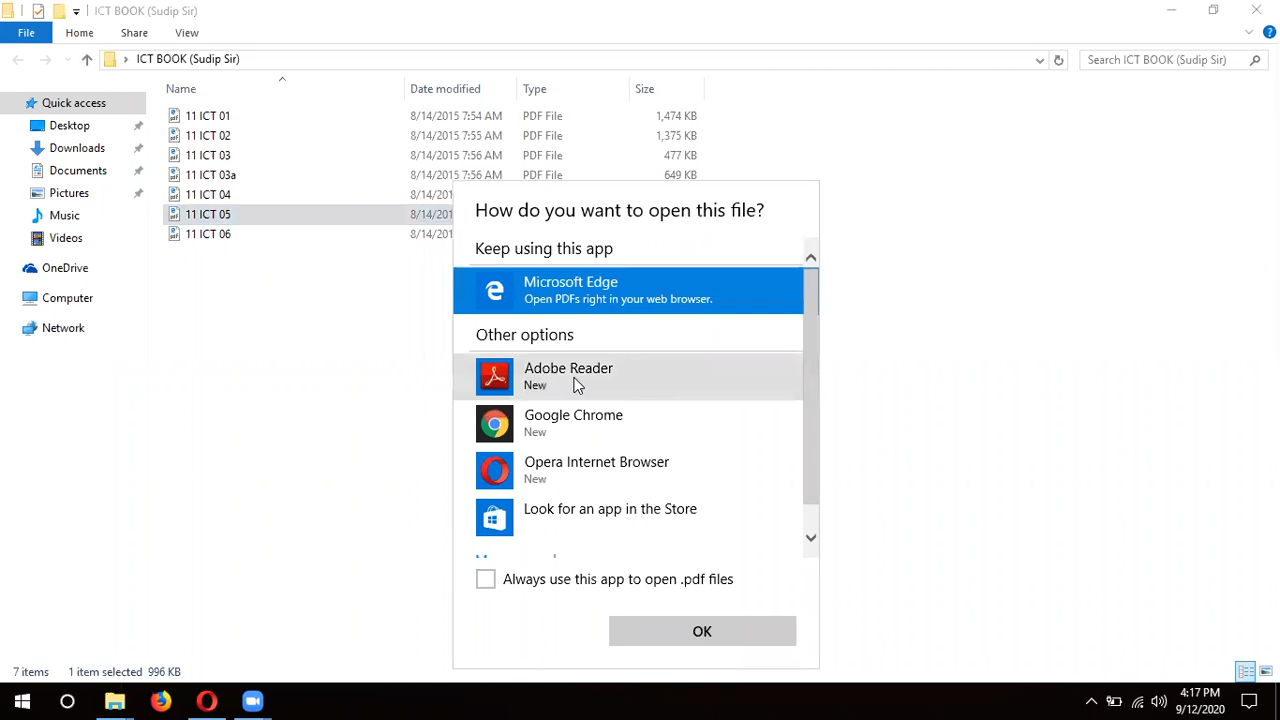 ICT BOOK (Sudip Sir)
File Home Share View
ICT BOOK (Sudip Sir) Search ICT BOOK (Sudip Sir)
Name Date modified Type Size
Quick access
Desktop
Downloads
Documents
Pictures
Music
Videos
OneDrive
Computer
Network
11 ICT 01 8/14/2015 7:54 AM PDF File 1,474 KB
11 ICT 02 8/14/2015 7:55 AM PDF File 1,375 KB
11 ICT 03 8/14/2015 7:56 AM PDF File 477 KB
11 ICT 03a 8/14/2015 7:56 AM PDF File 649 KB
11 ICT 04 8/14/201
11 ICT 05 8/14/201
11 ICT 06 8/14/201
How do you want to open this file?
Keep using this app
Microsoft Edge
Open PDFs right in your web browser.
Other options
Adobe Reader
New
Google Chrome
New
Opera Internet Browser
New
Look for an app in the Store
Always use this app to open .pdf files
OK
7 items 1 item selected 996 KB
4:17 PM
9/12/2020